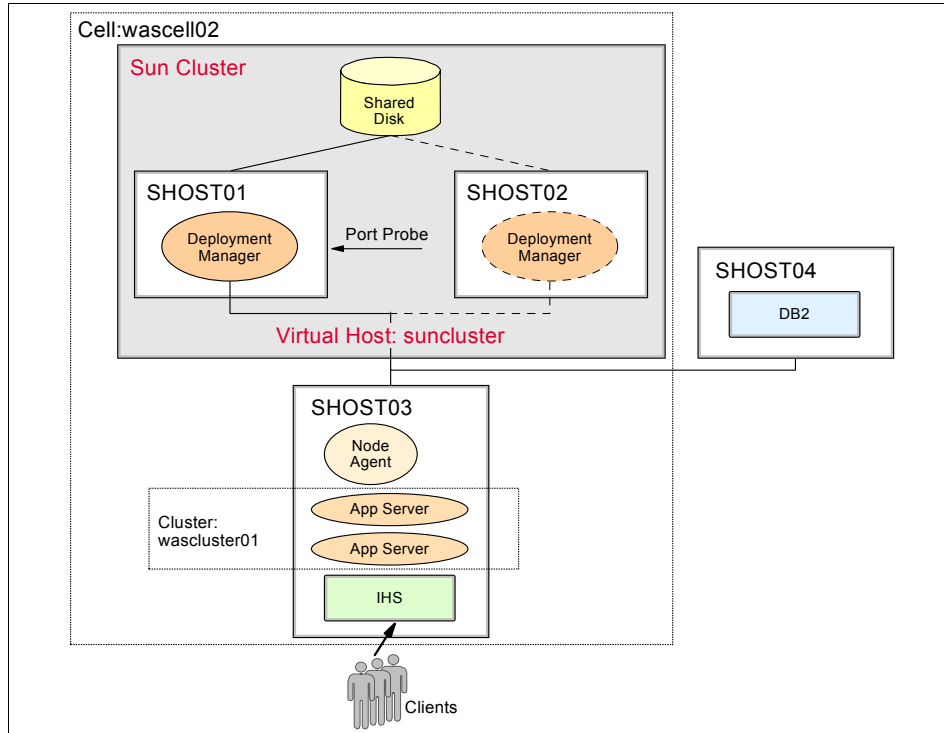 Cell:wascell02
Sun Cluster
Shared
Disk
SHOST01
Deployment
Manager
Port Probe
SHOST02
Deployment
Manager
SHOST04
DB2
Virtual Host: suncluster
SHOST03
Node
Agent
Cluster:
wascluster01
App Server
App Server
IHS
Clients